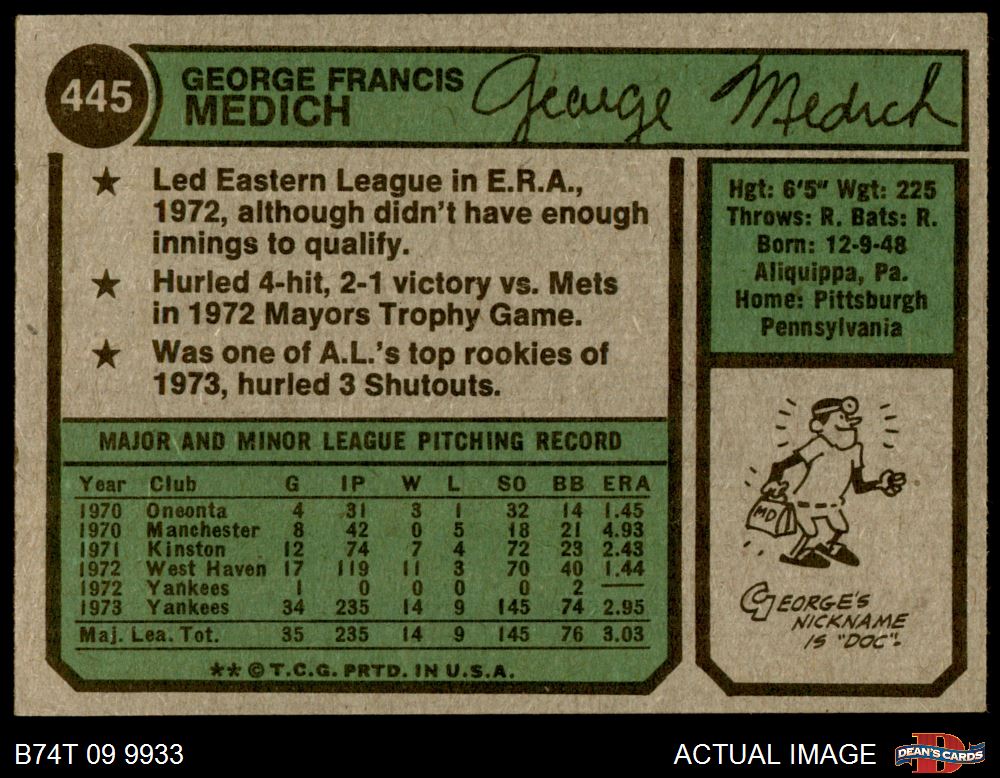 445
GEORGE FRANCIS
MEDICH
George Medich
★ Led Eastern League in E.R.A.,
1972, although didn't have enough
innings to qualify.
★ Hurled 4-hit, 2-1 victory vs. Mets
in 1972 Mayors Trophy Game.
★ Was one of A.L.'s top rookies of
1973, hurled 3 Shutouts.
Hgt: 6'5" Wgt: 225
Throws: R. Bats: R.
Born: 12-9-48
Aliquippa, Pa.
Home: Pittsburgh
Pennsylvania
MAJOR AND MINOR LEAGUE PITCHING RECORD
Year Club G IP W L SO BB ERA
1970 Oneonta 4 31 3 1 32 14 1.45
1970 Manchester 8 42 0 5 18 21 4.93
1971 Kinston 12 74 7 4 72 23 2.43
1972 West Haven 17 119 11 3 70 40 1.44
1972 Yankees 1 0 0 0 0 2 —
1973 Yankees 34 235 14 9 145 74 2.95
Maj. Lea. Tot. 35 235 14 9 145 76 3.03
** © T.C.G. PRTD. IN U.S.A.
MD
GEORGE'S
NICKNAME
IS "DOC".
B74T 09 9933
ACTUAL IMAGE
DEAN'S CARDS